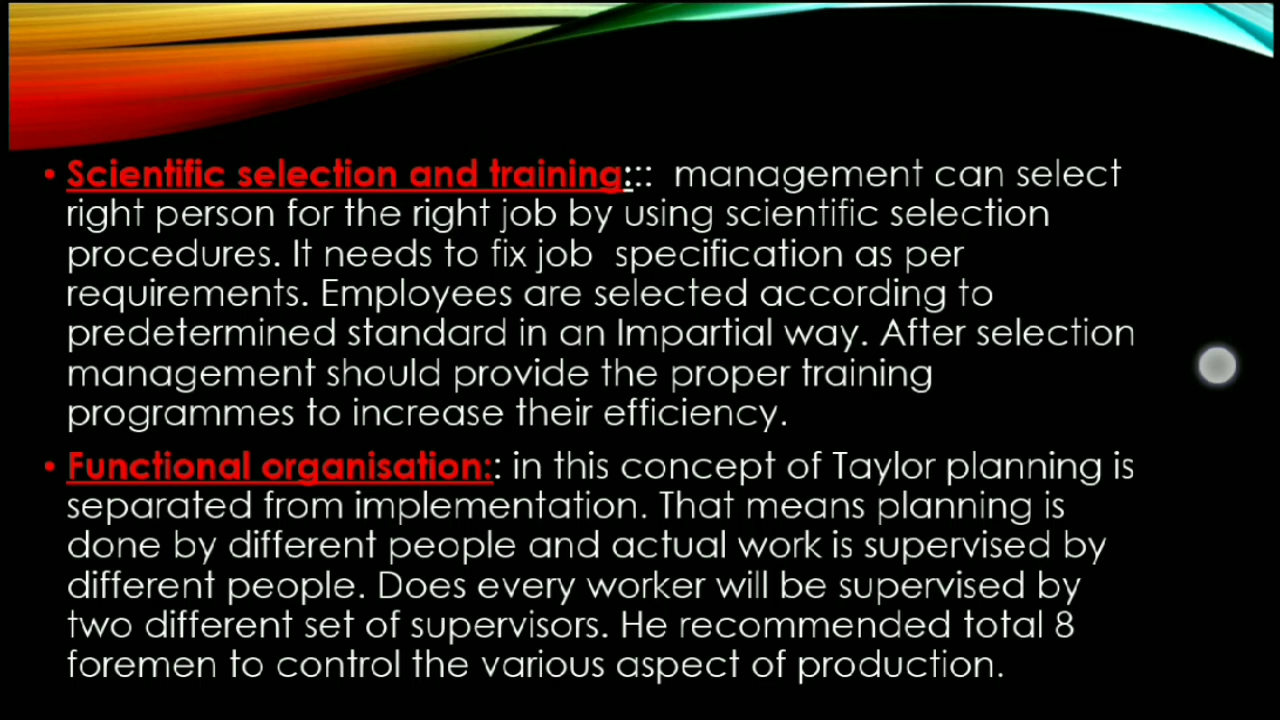 • Scientific selection and training::: management can select
right person for the right job by using scientific selection
procedures. It needs to fix job specification as per
requirements. Employees are selected according to
predetermined standard in an Impartial way. After selection
management should provide the proper training
programmes to increase their efficiency.
• Functional organisation:: in this concept of Taylor planning is
separated from implementation. That means planning is
done by different people and actual work is supervised by
different people. Does every worker will be supervised by
two different set of supervisors. He recommended total 8
foremen to control the various aspect of production.